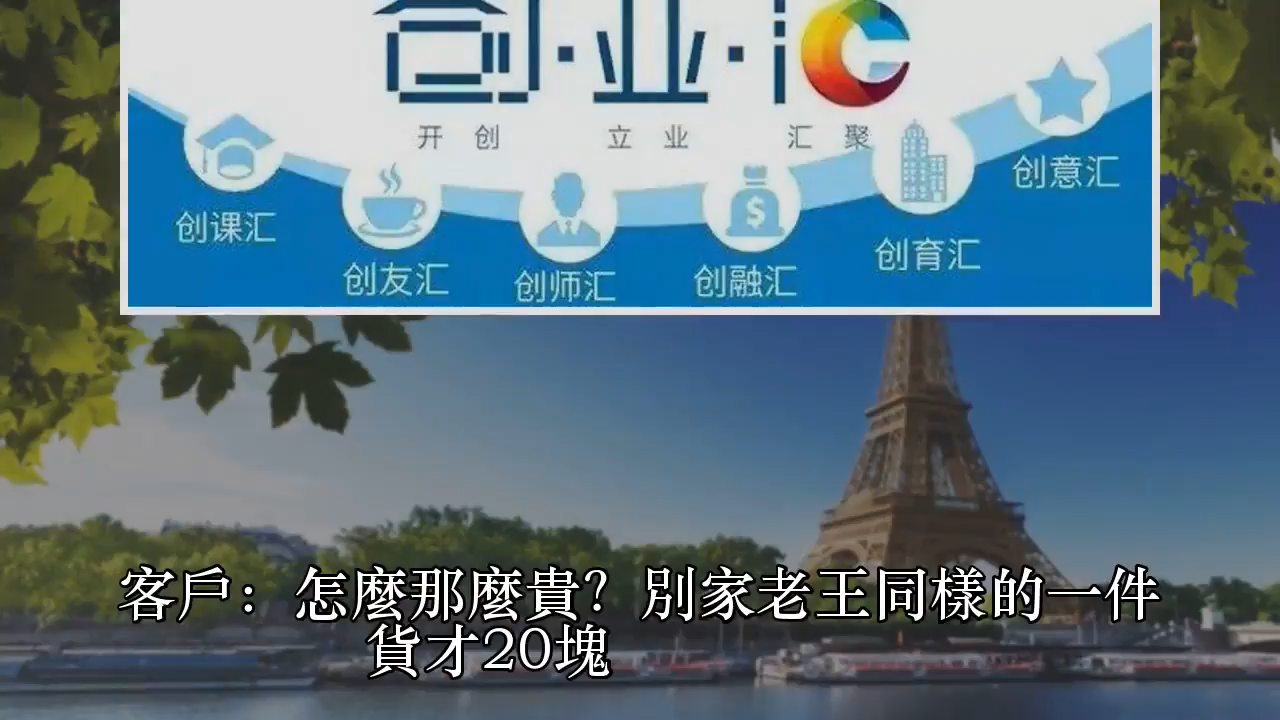 创·业·汇
开创 立业 汇聚
创课汇
创友汇
创师汇
创融汇
创育汇
创意汇
客戶：怎麼那麼貴？別家老王同樣的一件
貨才20塊